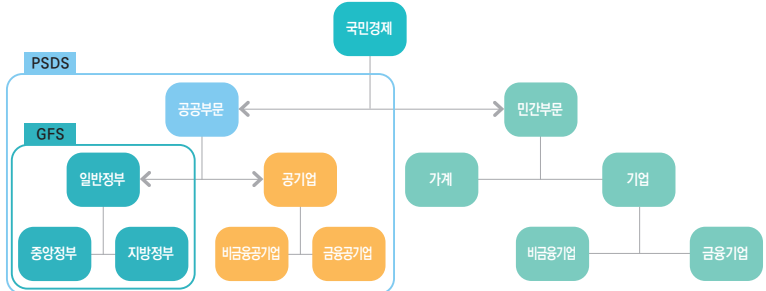 국민경제
PSDS
공공부문
민간부문
GFS
일반정부
공기업
가계
기업
중앙정부
지방정부
비금융공기업
금융공기업
비금융기업
금융기업